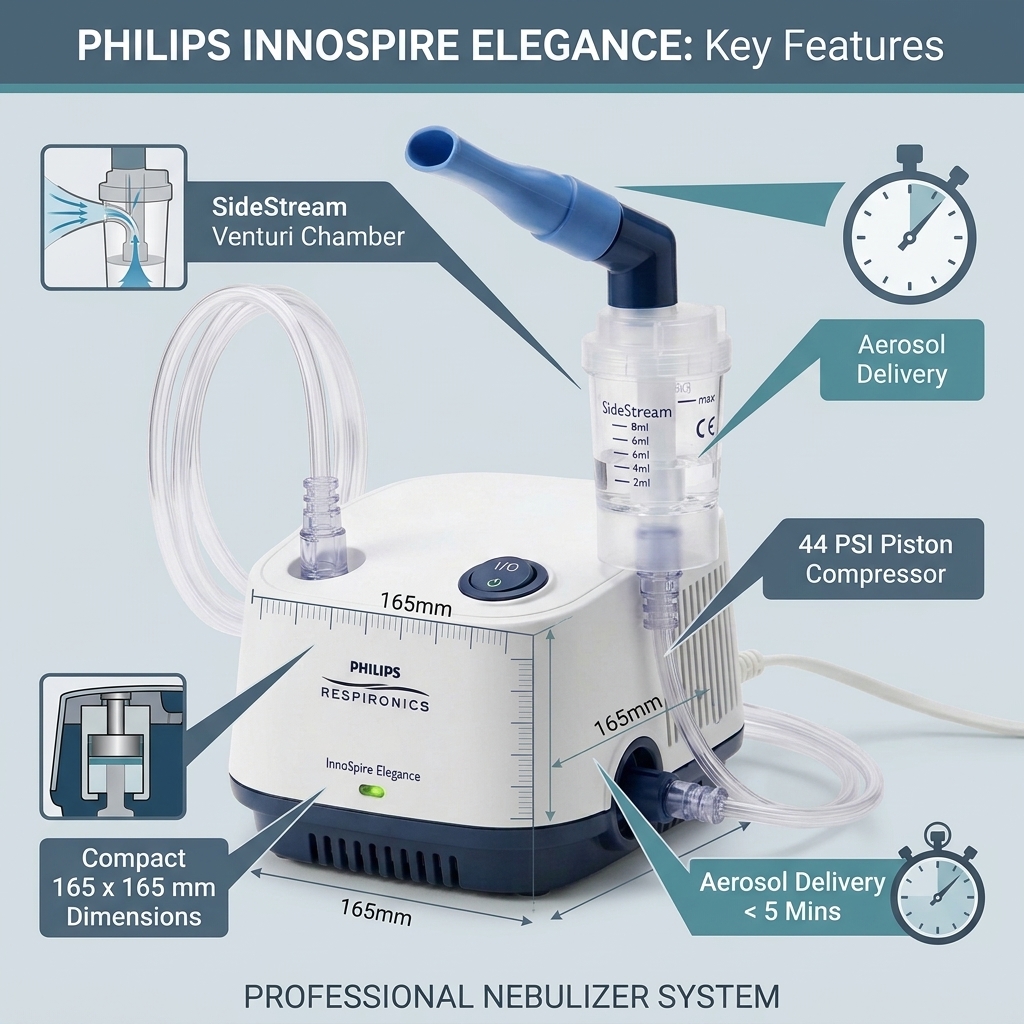 PHILIPS INNOSPIRE ELEGANCE: Key Features
SideStream
Venturi Chamber
Aerosol
Delivery
SideStream
max
8ml
6ml
6ml
4ml
2ml
CE
44 PSI Piston
Compressor
I/O
165mm
PHILIPS
RESPIRONICS
165mm
InnoSpire Elegance
Compact
165 x 165 mm
Dimensions
165mm
Aerosol Delivery
< 5 Mins
PROFESSIONAL NEBULIZER SYSTEM